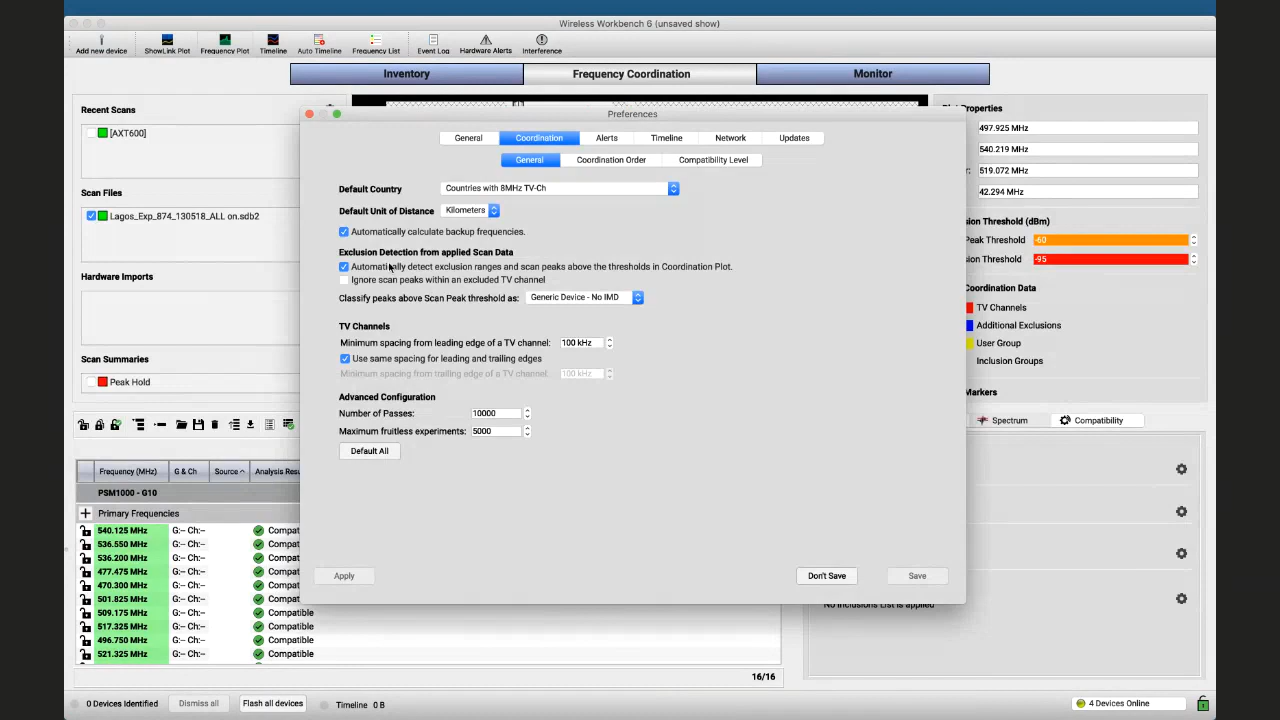 Wireless Workbench 6 (unsaved show)
Add new device
ShowLink Plot
Frequency Plot
Timeline
Auto Timeline
Frequency List
Event Log
Hardware Alerts
Interference
Inventory
Frequency Coordination
Monitor
Recent Scans
[AXT600]
Scan Files
Lagos_Exp_874_130518_ALL on.sdb2
Hardware Imports
Scan Summaries
Peak Hold
Frequency (MHz)
G & Ch
Source
Analysis Resu
PSM1000 - G10
Primary Frequencies
540.125 MHz G:-- Ch:-- Compat
536.550 MHz G:-- Ch:-- Compat
536.200 MHz G:-- Ch:-- Compat
477.475 MHz G:-- Ch:-- Compat
470.300 MHz G:-- Ch:-- Compat
501.825 MHz G:-- Ch:-- Compat
509.175 MHz G:-- Ch:-- Compatible
517.325 MHz G:-- Ch:-- Compatible
496.750 MHz G:-- Ch:-- Compatible
521.325 MHz G:-- Ch:-- Compatible
16/16
Preferences
General
Coordination
Alerts
Timeline
Network
Updates
General
Coordination Order
Compatibility Level
Default Country
Countries with 8MHz TV-Ch
Default Unit of Distance
Kilometers
Automatically calculate backup frequencies.
Exclusion Detection from applied Scan Data
Automatically detect exclusion ranges and scan peaks above the thresholds in Coordination Plot.
Ignore scan peaks within an excluded TV channel
Classify peaks above Scan Peak threshold as:
Generic Device - No IMD
TV Channels
Minimum spacing from leading edge of a TV channel:
100 kHz
Use same spacing for leading and trailing edges
Minimum spacing from trailing edge of a TV channel:
100 kHz
Advanced Configuration
Number of Passes:
10000
Maximum fruitless experiments:
5000
Default All
Apply
Don't Save
Save
Plot Properties
497.925 MHz
540.219 MHz
519.072 MHz
42.294 MHz
sion Threshold (dBm)
Peak Threshold
-60
sion Threshold
-95
Coordination Data
TV Channels
Additional Exclusions
User Group
Inclusion Groups
Markers
Spectrum
Compatibility
No Inclusions List is applied
0 Devices Identified
Dismiss all
Flash all devices
Timeline 0 B
4 Devices Online